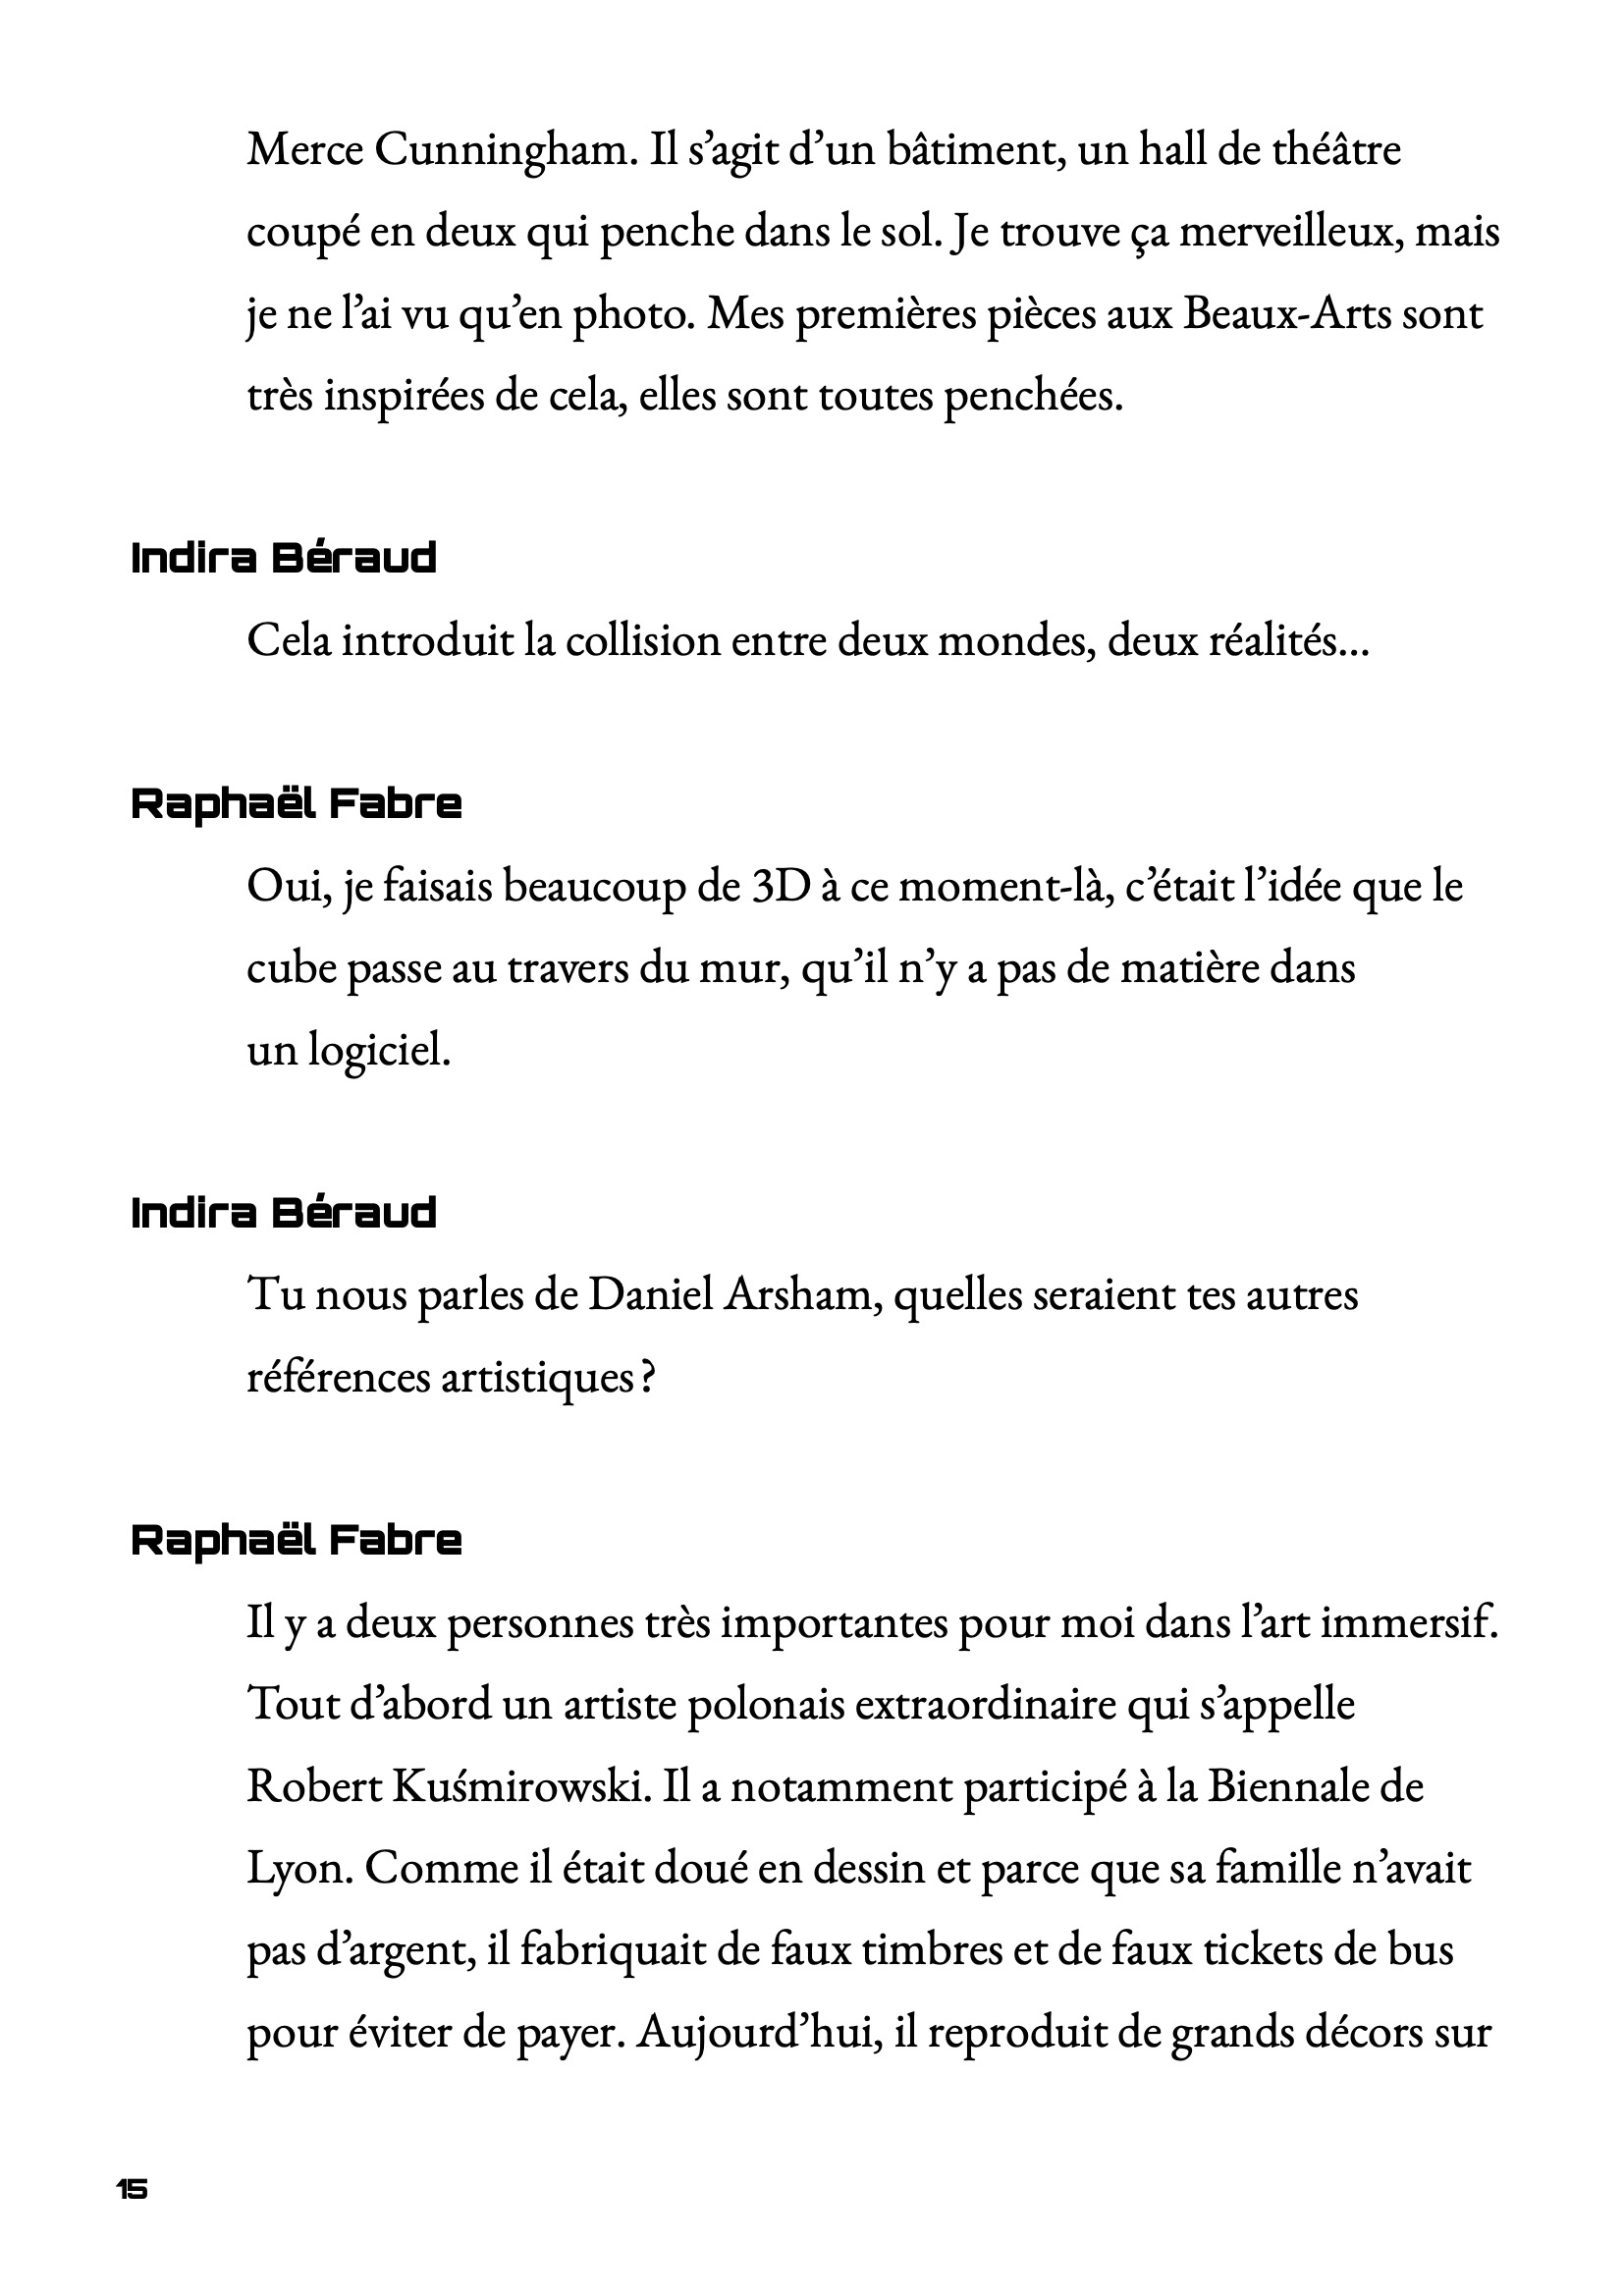 Merce Cunningham. Il s’agit d’un bâtiment, un hall de théâtre
coupé en deux qui penche dans le sol. Je trouve ça merveilleux, mais
je ne l’ai vu qu’en photo. Mes premières pièces aux Beaux-Arts sont
très inspirées de cela, elles sont toutes penchées.
Indira Béraud
Cela introduit la collision entre deux mondes, deux réalités…
Raphaël Fabre
Oui, je faisais beaucoup de 3D à ce moment-là, c’était l’idée que le
cube passe au travers du mur, qu’il n’y a pas de matière dans
un logiciel.
Indira Béraud
Tu nous parles de Daniel Arsham, quelles seraient tes autres
références artistiques ?
Raphaël Fabre
Il y a deux personnes très importantes pour moi dans l’art immersif.
Tout d’abord un artiste polonais extraordinaire qui s’appelle
Robert Kuśmirowski. Il a notamment participé à la Biennale de
Lyon. Comme il était doué en dessin et parce que sa famille n’avait
pas d’argent, il fabriquait de faux timbres et de faux tickets de bus
pour éviter de payer. Aujourd’hui, il reproduit de grands décors sur
15